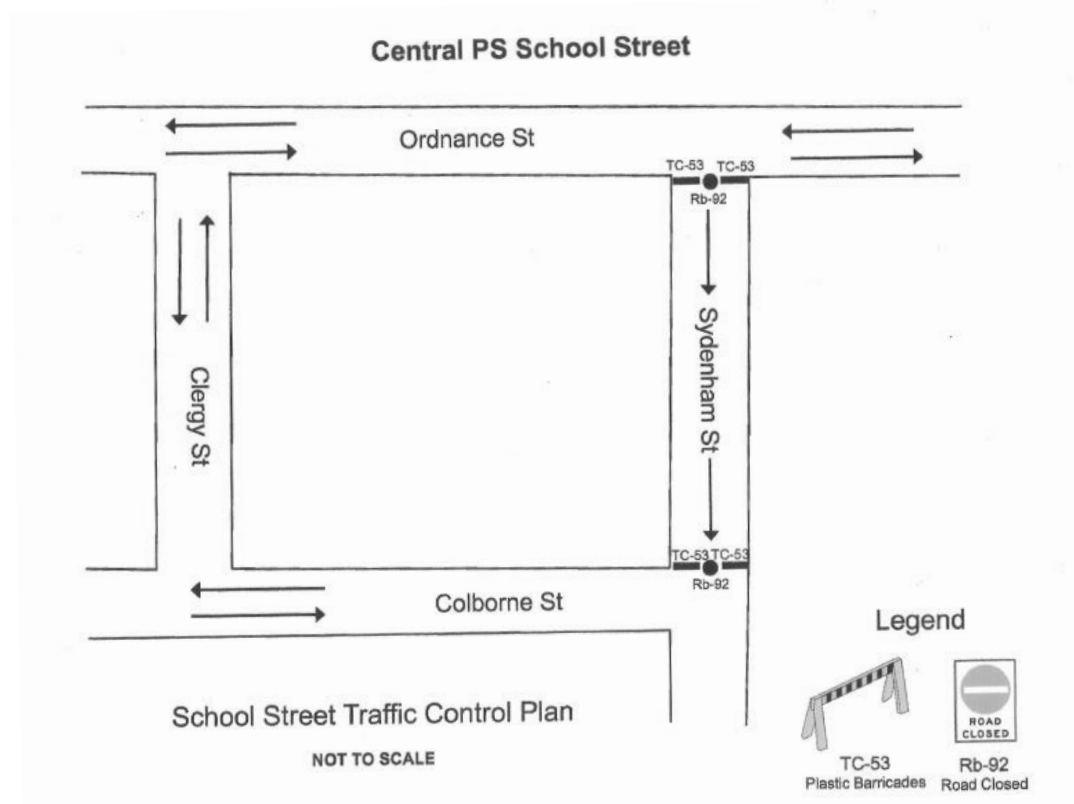 Central PS School Street
Ordnance St
TC-53 TC-53
Rb-92
Sydenham St
Clergy St
TC-53 TC-53
Rb-92
Colborne St
Legend
ROAD
CLOSED
TC-53
Plastic Barricades
Rb-92
Road Closed
School Street Traffic Control Plan
NOT TO SCALE